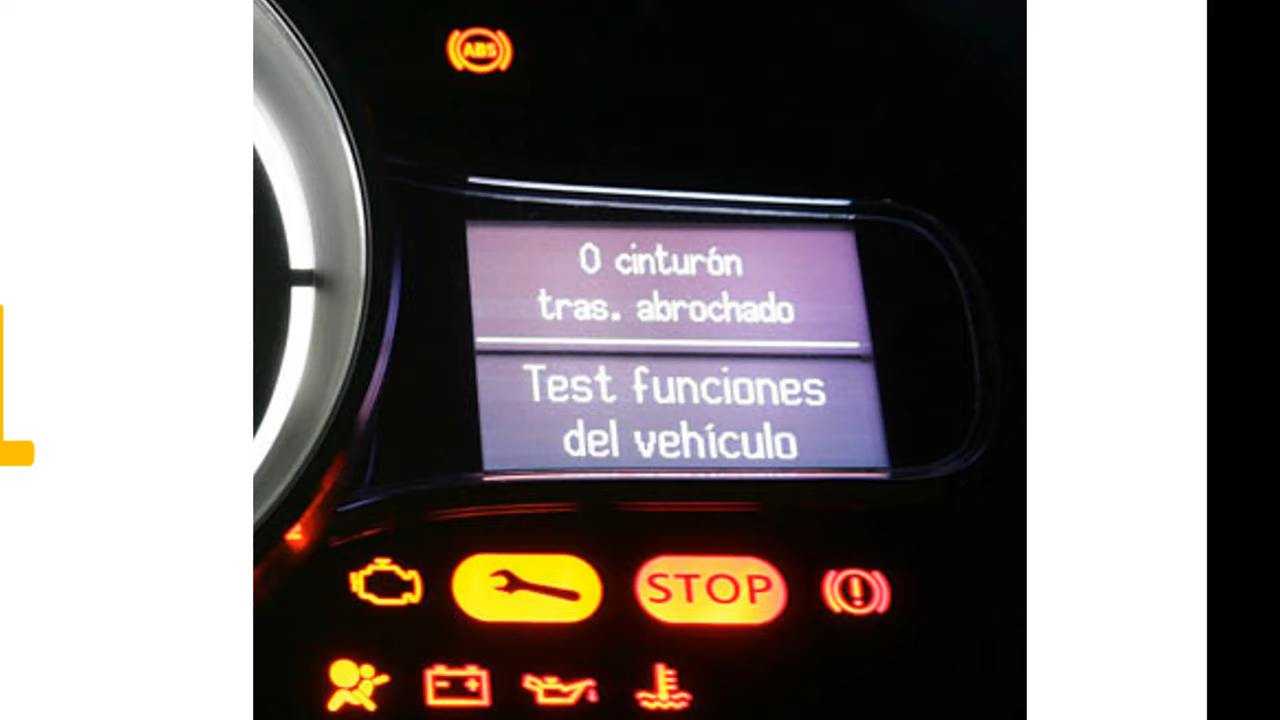 ABS
0 cinturón
tras. abrochado
Test funciones
del vehículo
STOP